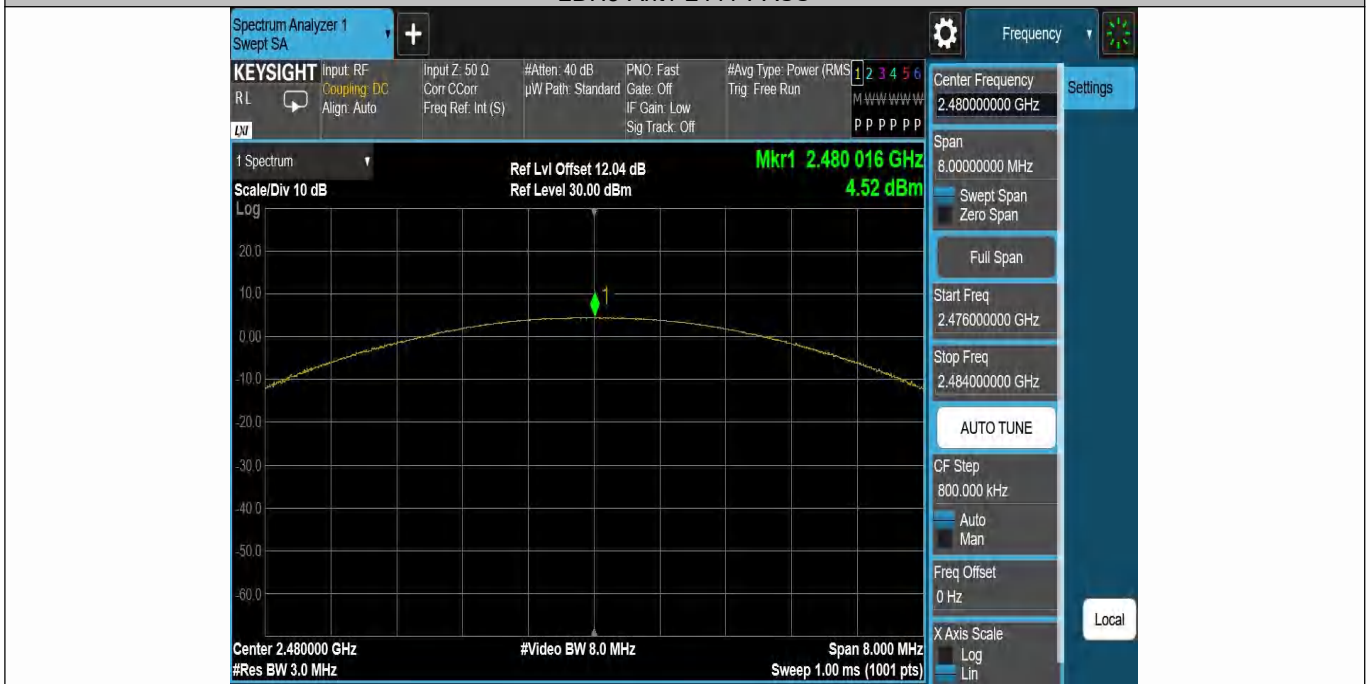 Spectrum Analyzer 1
Swept SA
+
Frequency
KEYSIGHT
RL
LXI
Input: RF
Coupling: DC
Align: Auto
Input Z: 50 Ω
Corr CCorr
Freq Ref: Int (S)
#Atten: 40 dB
µW Path: Standard
PNO: Fast
Gate: Off
IF Gain: Low
Sig Track: Off
#Avg Type: Power (RMS
Trig: Free Run
1 2 3 4 5 6
M W W W W W
P P P P P P
1 Spectrum
Scale/Div 10 dB
Log
Ref Lvl Offset 12.04 dB
Ref Level 30.00 dBm
Mkr1 2.480 016 GHz
4.52 dBm
20.0
10.0
0.00
-10.0
-20.0
-30.0
-40.0
-50.0
-60.0
1
Center 2.480000 GHz
#Res BW 3.0 MHz
#Video BW 8.0 MHz
Span 8.000 MHz
Sweep 1.00 ms (1001 pts)
Center Frequency
2.480000000 GHz
Settings
Span
8.00000000 MHz
Swept Span
Zero Span
Full Span
Start Freq
2.476000000 GHz
Stop Freq
2.484000000 GHz
AUTO TUNE
CF Step
800.000 kHz
Auto
Man
Freq Offset
0 Hz
X Axis Scale
Log
Lin
Local